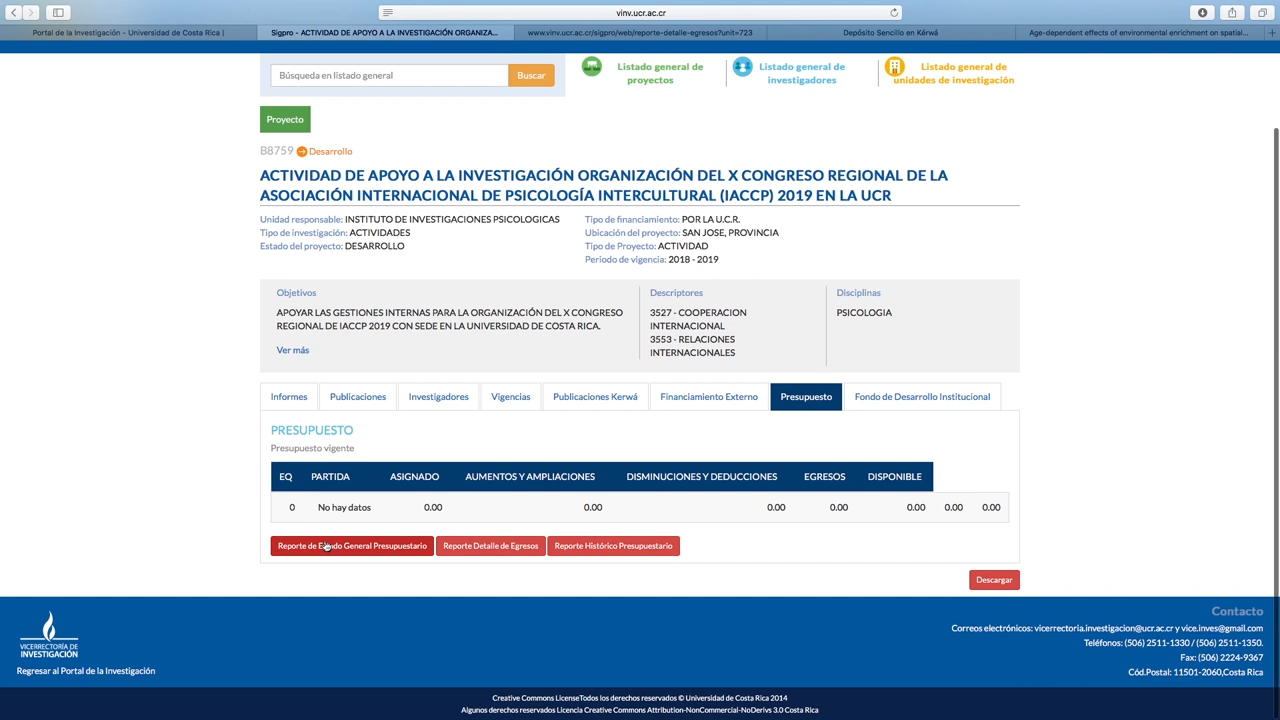 vinv.ucr.ac.cr
Portal de la Investigación - Universidad de Costa Rica |
Sigpro - ACTIVIDAD DE APOYO A LA INVESTIGACIÓN ORGANIZA...
www.vinv.ucr.ac.cr/sigpro/web/reporte-detalle-egresos?unit=723
Depósito Sencillo en Kérwá
Age-dependent effects of environmental enrichment on spatial...
Búsqueda en listado general
Buscar
Listado general de
proyectos
Listado general de
investigadores
Listado general de
unidades de investigación
Proyecto
B8759 Desarrollo
ACTIVIDAD DE APOYO A LA INVESTIGACIÓN ORGANIZACIÓN DEL X CONGRESO REGIONAL DE LA
ASOCIACIÓN INTERNACIONAL DE PSICOLOGÍA INTERCULTURAL (IACCP) 2019 EN LA UCR
Unidad responsable: INSTITUTO DE INVESTIGACIONES PSICOLOGICAS
Tipo de investigación: ACTIVIDADES
Estado del proyecto: DESARROLLO
Tipo de financiamiento: POR LA U.C.R.
Ubicación del proyecto: SAN JOSE, PROVINCIA
Tipo de Proyecto: ACTIVIDAD
Periodo de vigencia: 2018 - 2019
Objetivos
APOYAR LAS GESTIONES INTERNAS PARA LA ORGANIZACIÓN DEL X CONGRESO
REGIONAL DE IACCP 2019 CON SEDE EN LA UNIVERSIDAD DE COSTA RICA.
Ver más
Descriptores
3527 - COOPERACION
INTERNACIONAL
3553 - RELACIONES
INTERNACIONALES
Disciplinas
PSICOLOGIA
Informes
Publicaciones
Investigadores
Vigencias
Publicaciones Kerwá
Financiamiento Externo
Presupuesto
Fondo de Desarrollo Institucional
PRESUPUESTO
Presupuesto vigente
EQ PARTIDA ASIGNADO AUMENTOS Y AMPLIACIONES DISMINUCIONES Y DEDUCCIONES EGRESOS DISPONIBLE
0 No hay datos 0.00 0.00 0.00 0.00 0.00 0.00 0.00
Reporte de Estado General Presupuestario
Reporte Detalle de Egresos
Reporte Histórico Presupuestario
Descargar
VICERRECTORÍA DE
INVESTIGACIÓN
Regresar al Portal de la Investigación
Contacto
Correos electrónicos: vicerrectoria.investigacion@ucr.ac.cr y vice.inves@gmail.com
Teléfonos: (506) 2511-1330 / (506) 2511-1350.
Fax: (506) 2224-9367
Cód.Postal: 11501-2060,Costa Rica
Creative Commons LicenseTodos los derechos reservados © Universidad de Costa Rica 2014
Algunos derechos reservados Licencia Creative Commons Attribution-NonCommercial-NoDerivs 3.0 Costa Rica